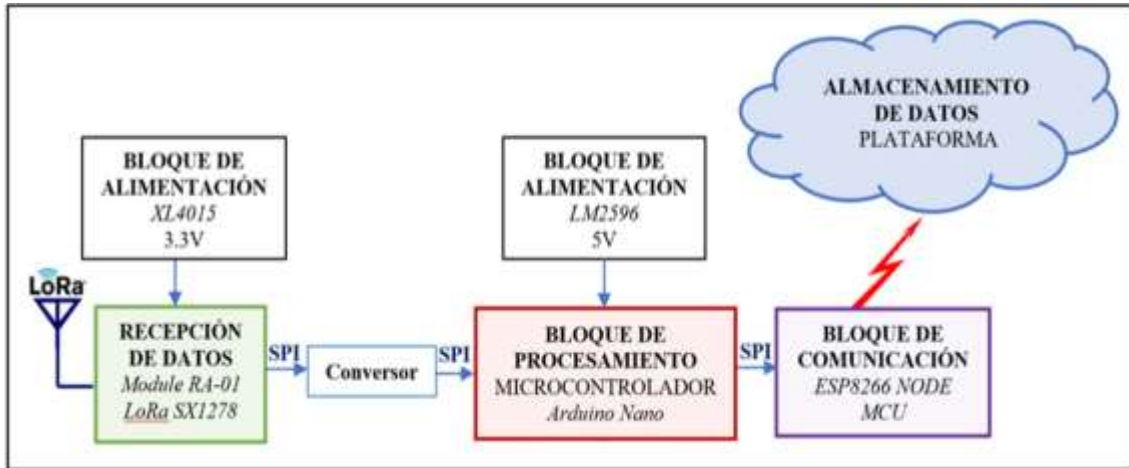 ALMACENAMIENTO
DE DATOS
PLATAFORMA
BLOQUE DE
ALIMENTACIÓN
XL4015
3.3V
BLOQUE DE
ALIMENTACIÓN
LM2596
5V
LoRa
RECEPCIÓN
DE DATOS
Module RA-01
LoRa SX1278
SPI
Conversor
SPI
BLOQUE DE
PROCESAMIENTO
MICROCONTROLADOR
Arduino Nano
SPI
BLOQUE DE
COMUNICACIÓN
ESP8266 NODE
MCU